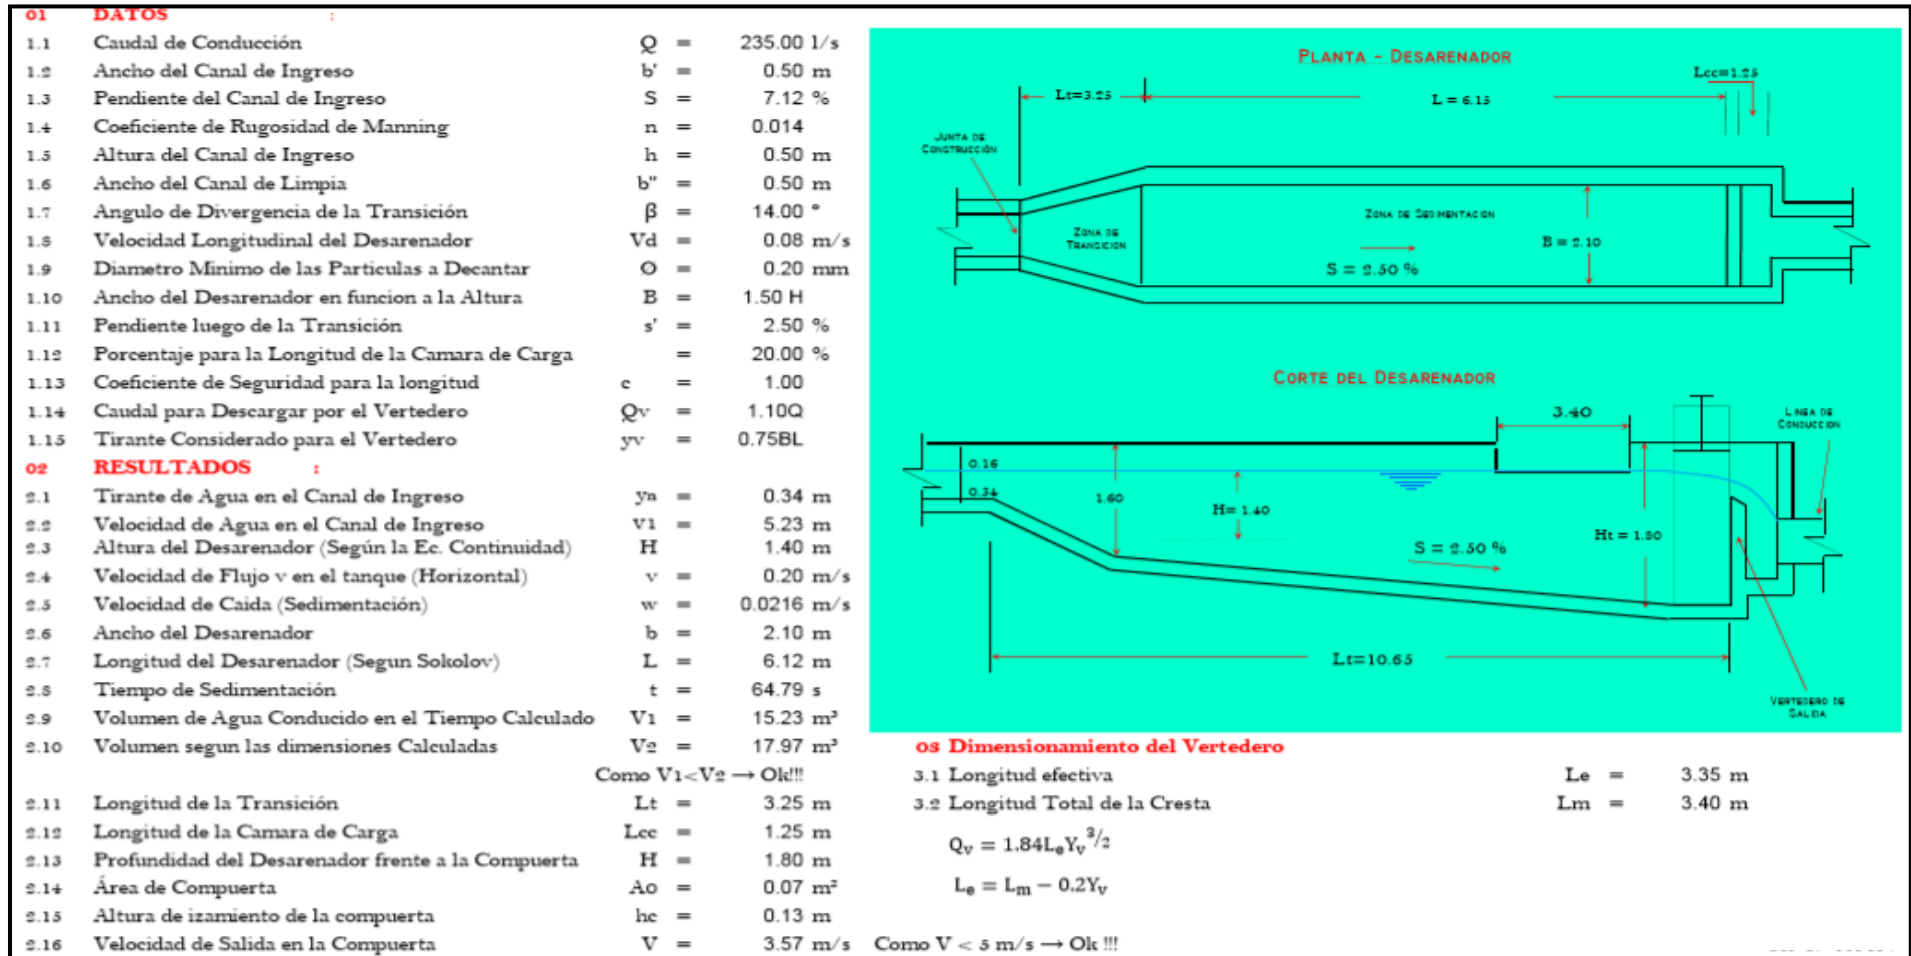 01 DATOS :
1.1 Caudal de Conducción Q = 235.00 l/s
1.2 Ancho del Canal de Ingreso b' = 0.50 m
1.3 Pendiente del Canal de Ingreso S = 7.12 %
1.4 Coeficiente de Rugosidad de Manning n = 0.014
1.5 Altura del Canal de Ingreso h = 0.50 m
1.6 Ancho del Canal de Limpia b" = 0.50 m
1.7 Angulo de Divergencia de la Transición β = 14.00 °
1.8 Velocidad Longitudinal del Desarenador Vd = 0.08 m/s
1.9 Diametro Minimo de las Particulas a Decantar O = 0.20 mm
1.10 Ancho del Desarenador en funcion a la Altura B = 1.50 H
1.11 Pendiente luego de la Transición s' = 2.50 %
1.12 Porcentaje para la Longitud de la Camara de Carga = 20.00 %
1.13 Coeficiente de Seguridad para la longitud c = 1.00
1.14 Caudal para Descargar por el Vertedero Qv = 1.10Q
1.15 Tirante Considerado para el Vertedero yv = 0.75BL
02 RESULTADOS :
2.1 Tirante de Agua en el Canal de Ingreso yn = 0.34 m
2.2 Velocidad de Agua en el Canal de Ingreso v1 = 5.23 m
2.3 Altura del Desarenador (Según la Ec. Continuidad) H 1.40 m
2.4 Velocidad de Flujo v en el tanque (Horizontal) v = 0.20 m/s
2.5 Velocidad de Caida (Sedimentación) w = 0.0216 m/s
2.6 Ancho del Desarenador b = 2.10 m
2.7 Longitud del Desarenador (Segun Sokolov) L = 6.12 m
2.8 Tiempo de Sedimentación t = 64.79 s
2.9 Volumen de Agua Conducido en el Tiempo Calculado V1 = 15.23 m³
2.10 Volumen segun las dimensiones Calculadas V2 = 17.97 m³
Como V1<V2 → Ok!!!
2.11 Longitud de la Transición Lt = 3.25 m
2.12 Longitud de la Camara de Carga Lcc = 1.25 m
2.13 Profundidad del Desarenador frente a la Compuerta H = 1.80 m
2.14 Área de Compuerta Ao = 0.07 m²
2.15 Altura de izamiento de la compuerta hc = 0.13 m
2.16 Velocidad de Salida en la Compuerta V = 3.57 m/s Como V < 5 m/s → Ok !!!
PLANTA - DESARENADOR
Lcc=1.25
Lt=3.25
L = 6.15
JUNTA DE
CONSTRUCCIÓN
ZONA DE SEDIMENTACION
ZONA DE
TRANCICION
B = 2.10
S = 2.50 %
CORTE DEL DESARENADOR
3.40
LINEA DE
CONDUCCION
0.16
0.34
1.60
H= 1.40
Ht = 1.80
S = 2.50 %
Lt=10.65
VERTEDERO DE
SALIDA
03 Dimensionamiento del Vertedero
3.1 Longitud efectiva Le = 3.35 m
3.2 Longitud Total de la Cresta Lm = 3.40 m
Qv = 1.84LeYv^3/2
Le = Lm − 0.2Yv